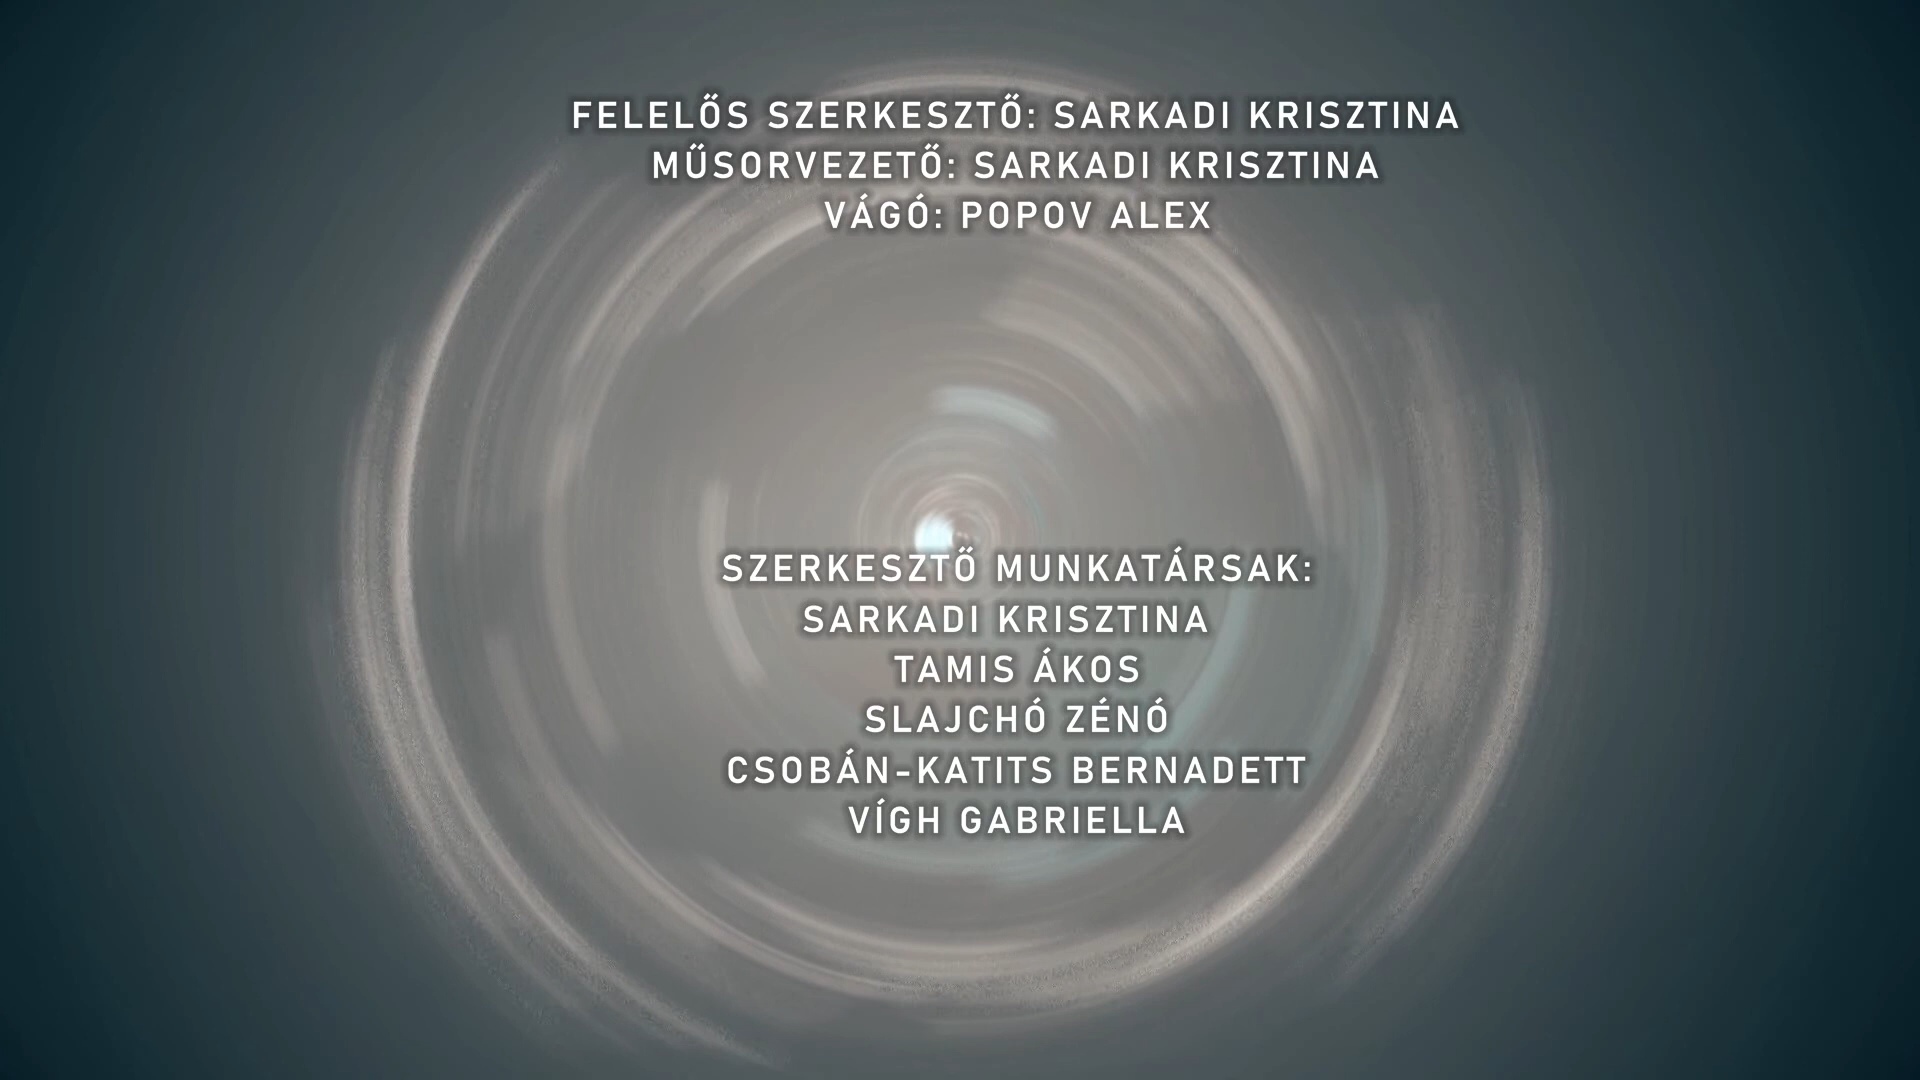 FELELŐS SZERKESZTŐ: SARKADI KRISZTINA
MŰSORVEZETŐ: SARKADI KRISZTINA
VÁGÓ: POPOV ALEX
SZERKESZTŐ MUNKATÁRSAK:
SARKADI KRISZTINA
TAMIS ÁKOS
SLAJCHÓ ZÉNÓ
CSOBÁN-KATITS BERNADETT
VÍGH GABRIELLA